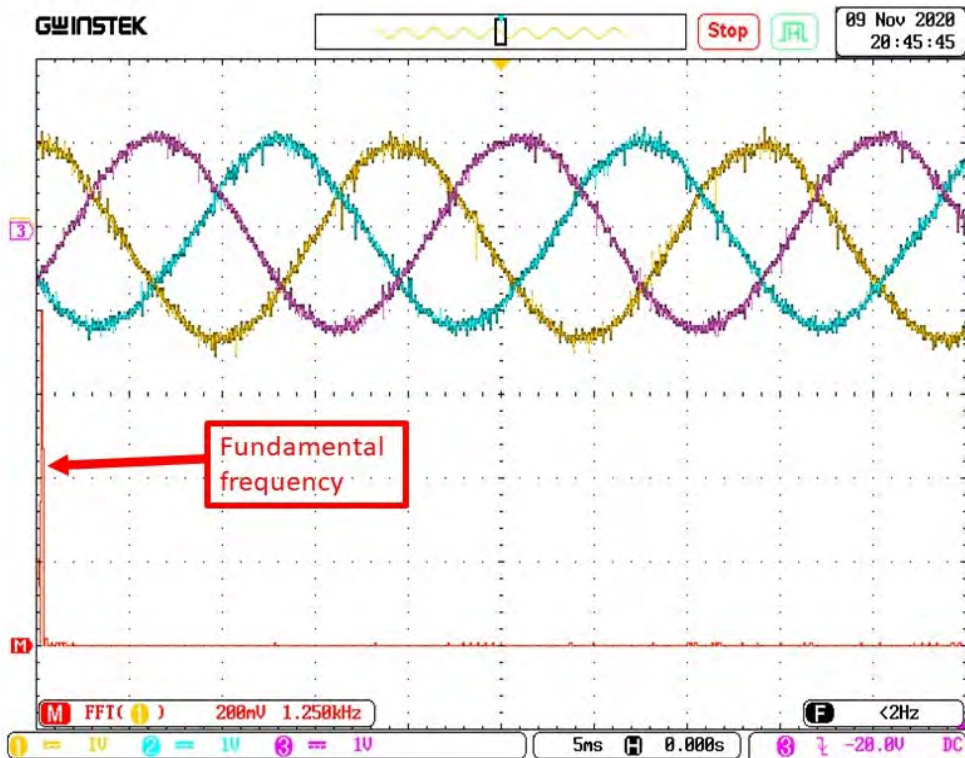 GWINSTEK
Stop
09 Nov 2020
20:45:45
3
Fundamental
frequency
M
M FFT( 1 ) 200mV 1.250kHz
F <2Hz
1 1V 2 1V 3 1V
5ms H 0.000s
3 -20.0V DC